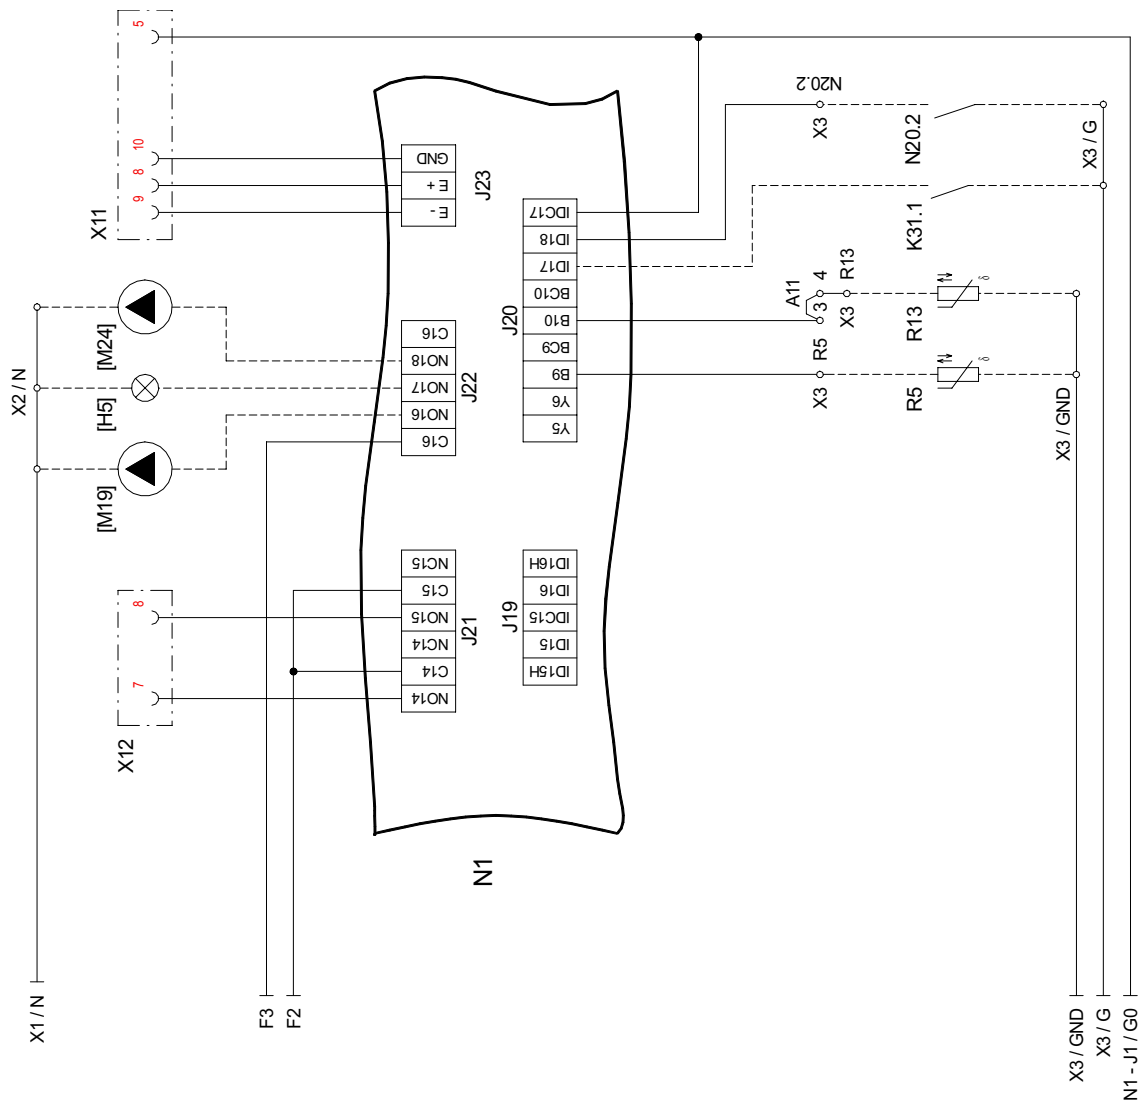 5
10
8
9
X11
GND
E+
E-
J23
N20.2
X3
N20.2
X3 / G
IDC17
ID18
ID17
BC10
B10
BC9
B9
Y6
Y5
J20
K31.1
A11
4
3
R13
X3
R13
R5
X3
R5
X3 / GND
X2 / N
[M24]
[H5]
[M19]
C16
NO18
NO17
NO16
C16
J22
8
7
X12
NC15
C15
NO15
NC14
C14
NO14
J21
ID16H
ID16
IDC15
ID15
ID15H
J19
N1
X1 / N
F3
F2
X3 / GND
X3 / G
N1 - J1 / G0